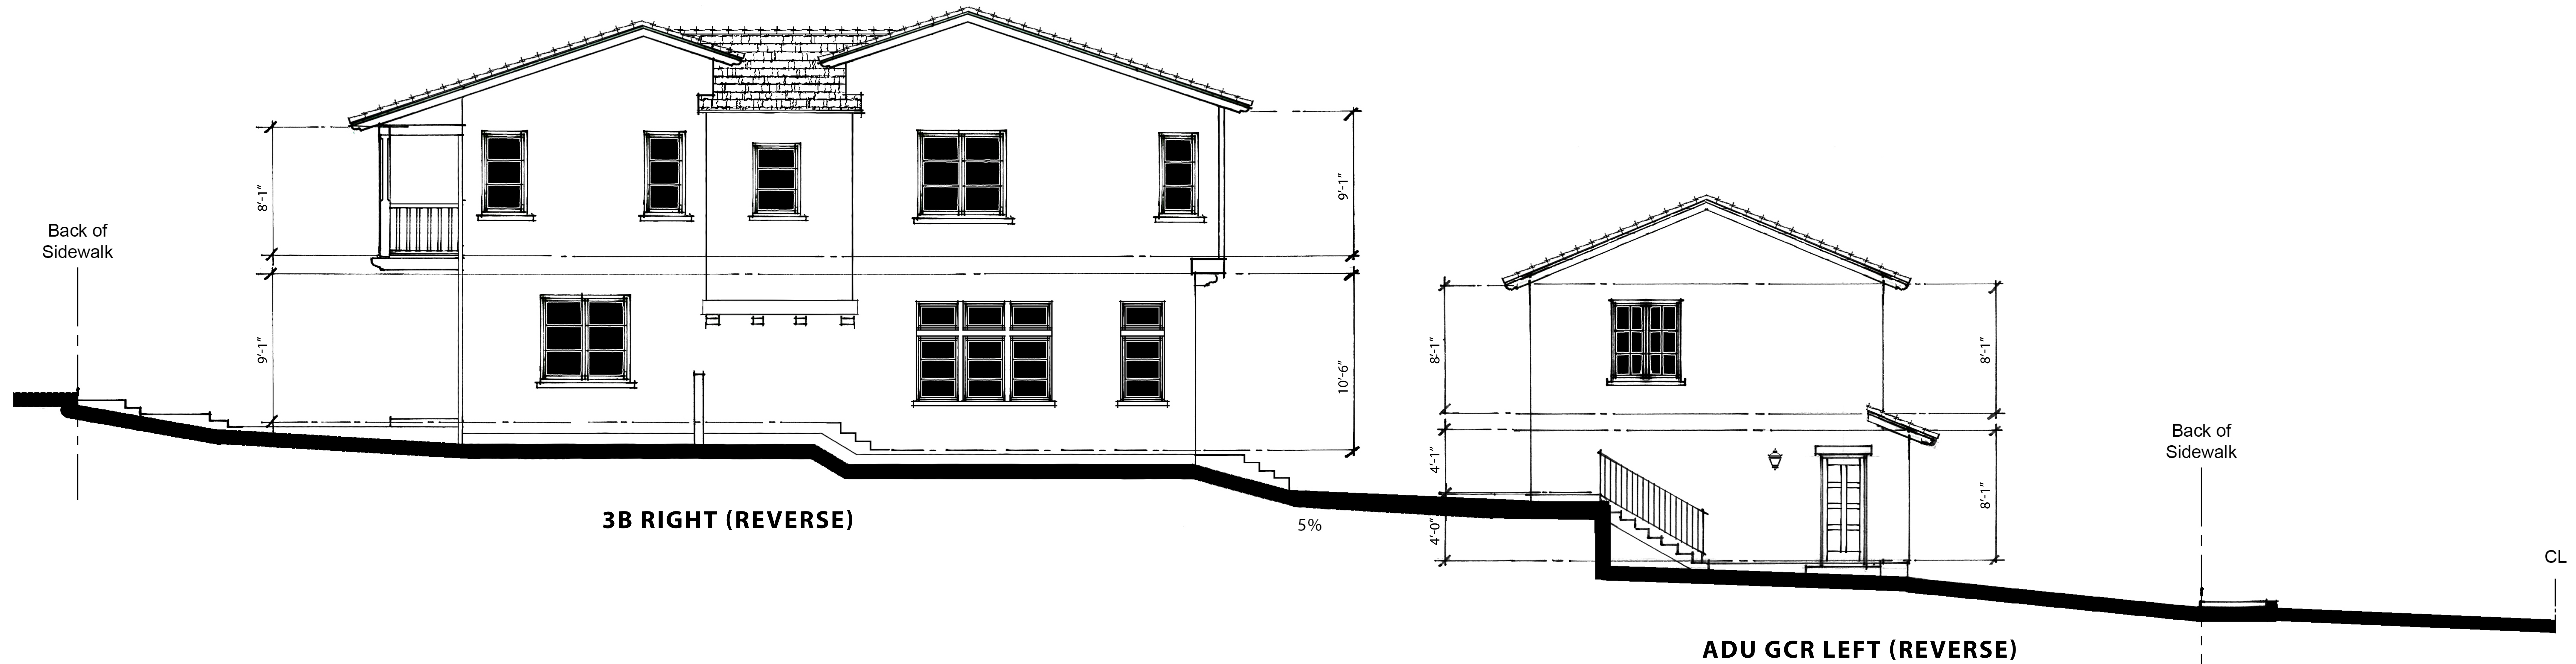 Back of
Sidewalk
8'-1"
9'-1"
9'-1"
10'-6"
3B RIGHT (REVERSE)
5%
8'-1"
4'-1"
4'-0"
8'-1"
8'-1"
Back of
Sidewalk
CL
ADU GCR LEFT (REVERSE)